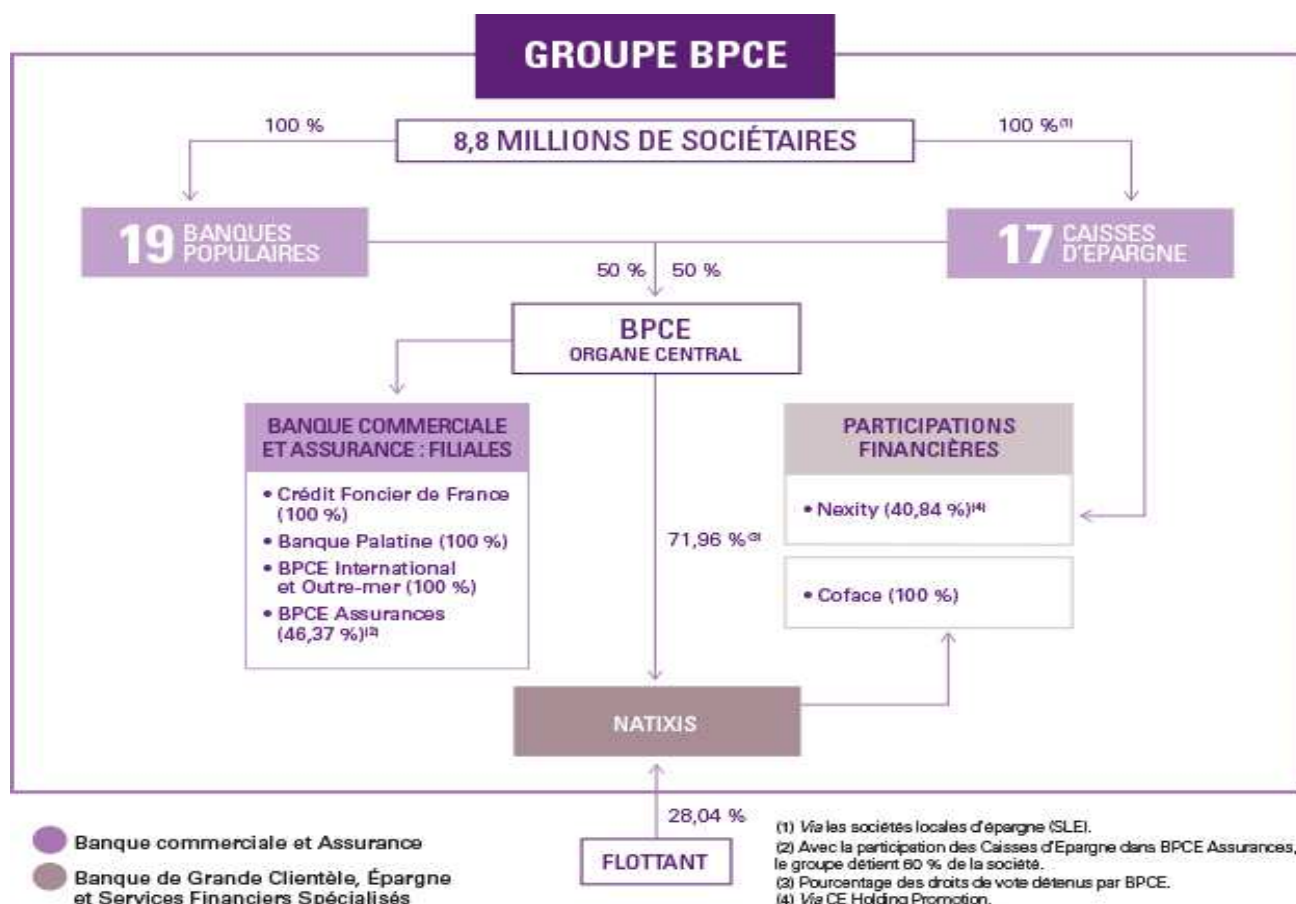 GROUPE BPCE
100 %
8,8 MILLIONS DE SOCIÉTAIRES
100 %(1)
19 BANQUES
POPULAIRES
17 CAISSES
D'EPARGNE
50 % 50 %
BPCE
ORGANE CENTRAL
BANQUE COMMERCIALE
ET ASSURANCE : FILIALES
• Crédit Foncier de France
(100 %)
• Banque Palatine (100 %)
• BPCE International
et Outre-mer (100 %)
• BPCE Assurances
(46,37 %)(2)
71,96 %(3)
PARTICIPATIONS
FINANCIÈRES
• Nexity (40,84 %)(4)
• Coface (100 %)
NATIXIS
28,04 %
FLOTTANT
Banque commerciale et Assurance
Banque de Grande Clientèle, Épargne
et Services Financiers Spécialisés
(1) Via les sociétés locales d'épargne (SLE).
(2) Avec la participation des Caisses d'Epargne dans BPCE Assurances,
le groupe détient 60 % de la société.
(3) Pourcentage des droits de vote détenus par BPCE.
(4) Via CE Holding Promotion.